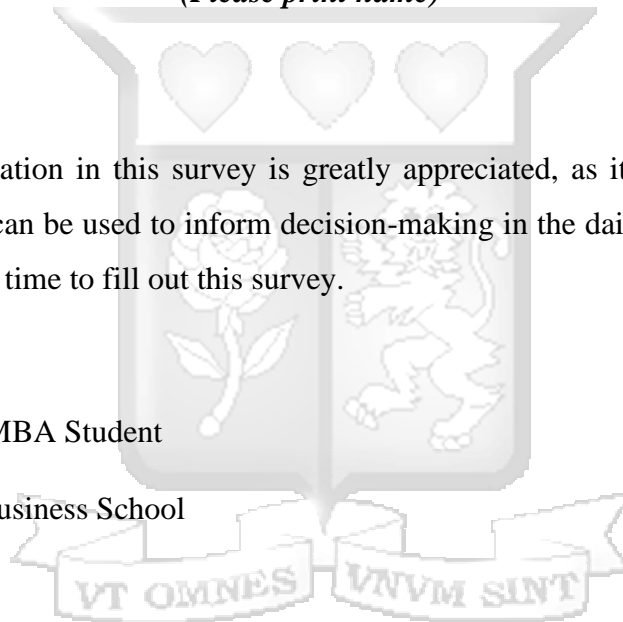 (Please print name)
ation in this survey is greatly appreciated, as it
can be used to inform decision-making in the dai
time to fill out this survey.
MBA Student
usiness School
VT OMNES VNVM SINT